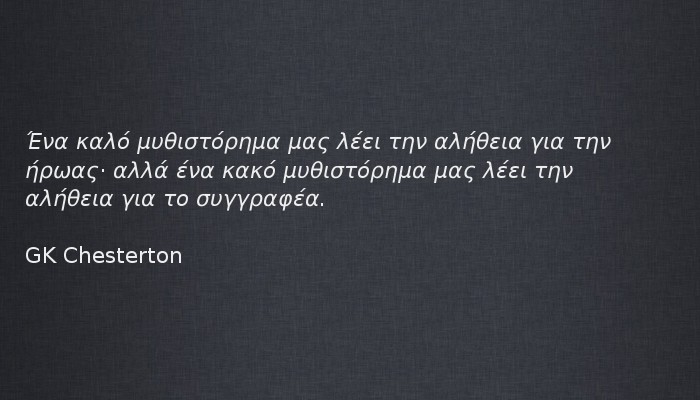 Ένα καλό μυθιστόρημα μας λέει την αλήθεια για την
ήρωας· αλλά ένα κακό μυθιστόρημα μας λέει την
αλήθεια για το συγγραφέα.
GK Chesterton